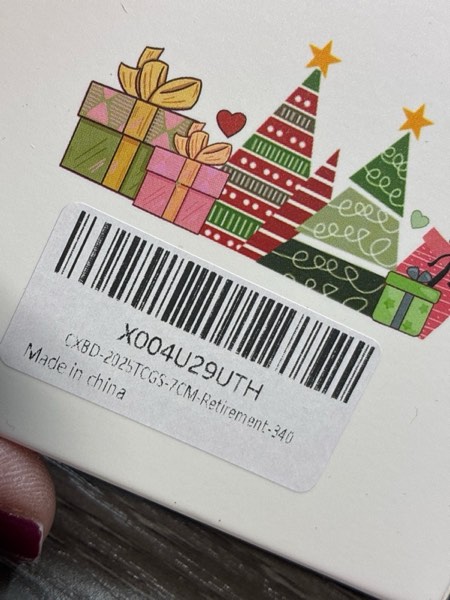 X004U29UTH
CXBD-2025TCGS-7CM-Retirement-340
Made in china